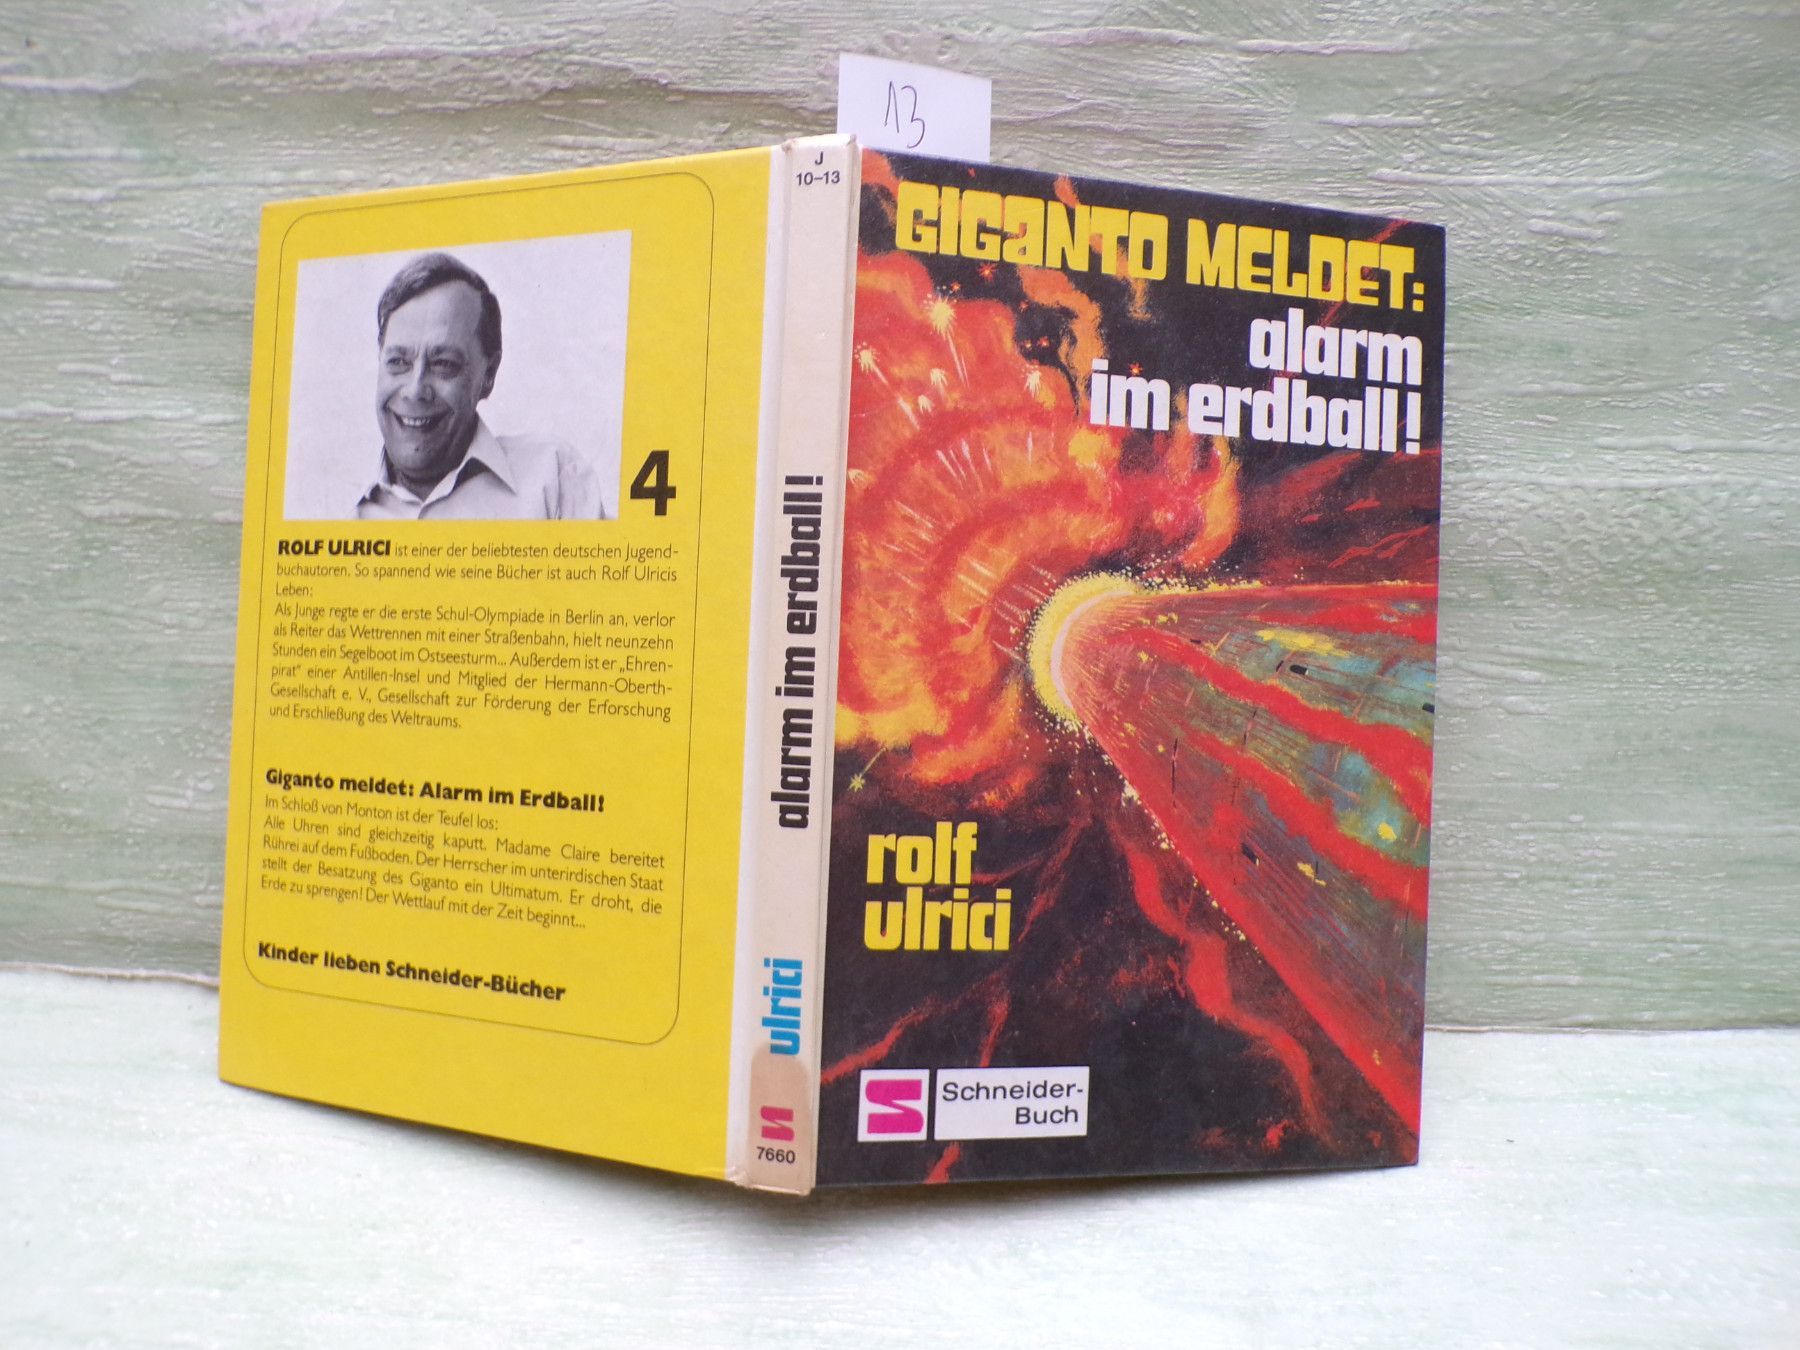 13
4
ROLF ULRICI ist einer der beliebtesten deutschen Jugend-
buchautoren. So spannend wie seine Bücher ist auch Rolf Ulricis
Leben:
Als Junge regte er die erste Schul-Olympiade in Berlin an, verlor
als Reiter das Wettrennen mit einer Straßenbahn, hielt neunzehn
Stunden ein Segelboot im Ostseesturm... Außerdem ist er „Ehren-
pirat" einer Antillen-Insel und Mitglied der Hermann-Oberth-
Gesellschaft e. V., Gesellschaft zur Förderung der Erforschung
und Erschließung des Weltraums.
Giganto meldet: Alarm im Erdball!
Im Schloß von Monton ist der Teufel los:
Alle Uhren sind gleichzeitig kaputt. Madame Claire bereitet
Rührei auf dem Fußboden. Der Herrscher im unterirdischen Staat
stellt der Besatzung des Giganto ein Ultimatum. Er droht, die
Erde zu sprengen! Der Wettlauf mit der Zeit beginnt...
Kinder lieben Schneider-Bücher
J
10–13
alarm im erdball!
ulrici
7660
GIGANTO MELDET:
alarm
im erdball!
rolf
ulrici
Schneider-
Buch